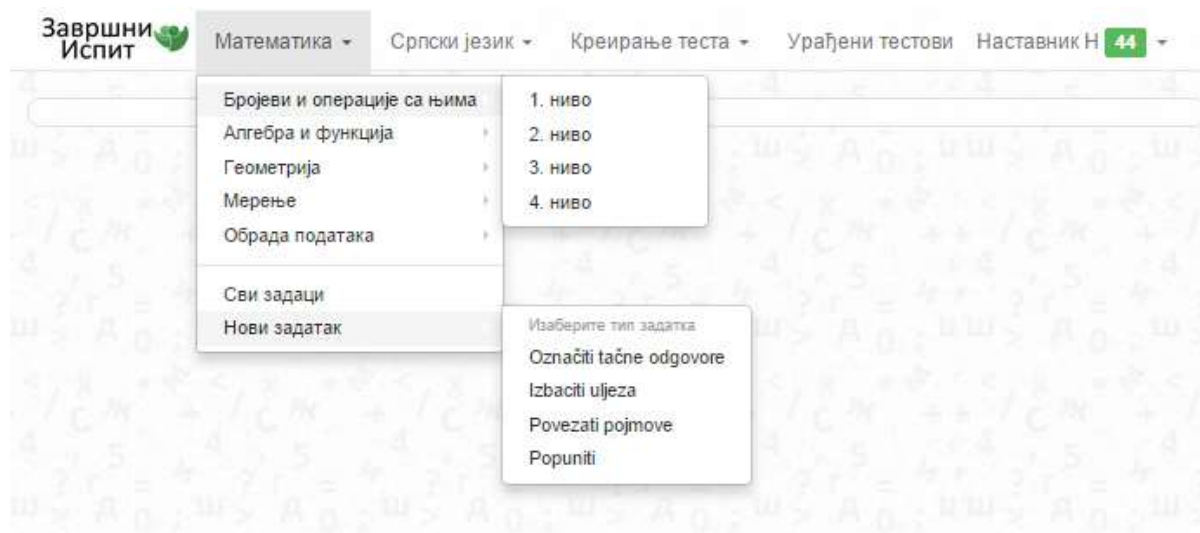 Завршни
Испит
Математика
Српски језик
Креирање теста
Урађени тестови
Наставник Н 44
Бројеви и операције са њима
Алгебра и функција
Геометрија
Мерење
Обрада података
Сви задаци
Нови задатак
1. ниво
2. ниво
3. ниво
4. ниво
Изаберите тип задатка
Označiti tačne odgovore
Izbaciti uljeza
Povezati pojmove
Popuniti